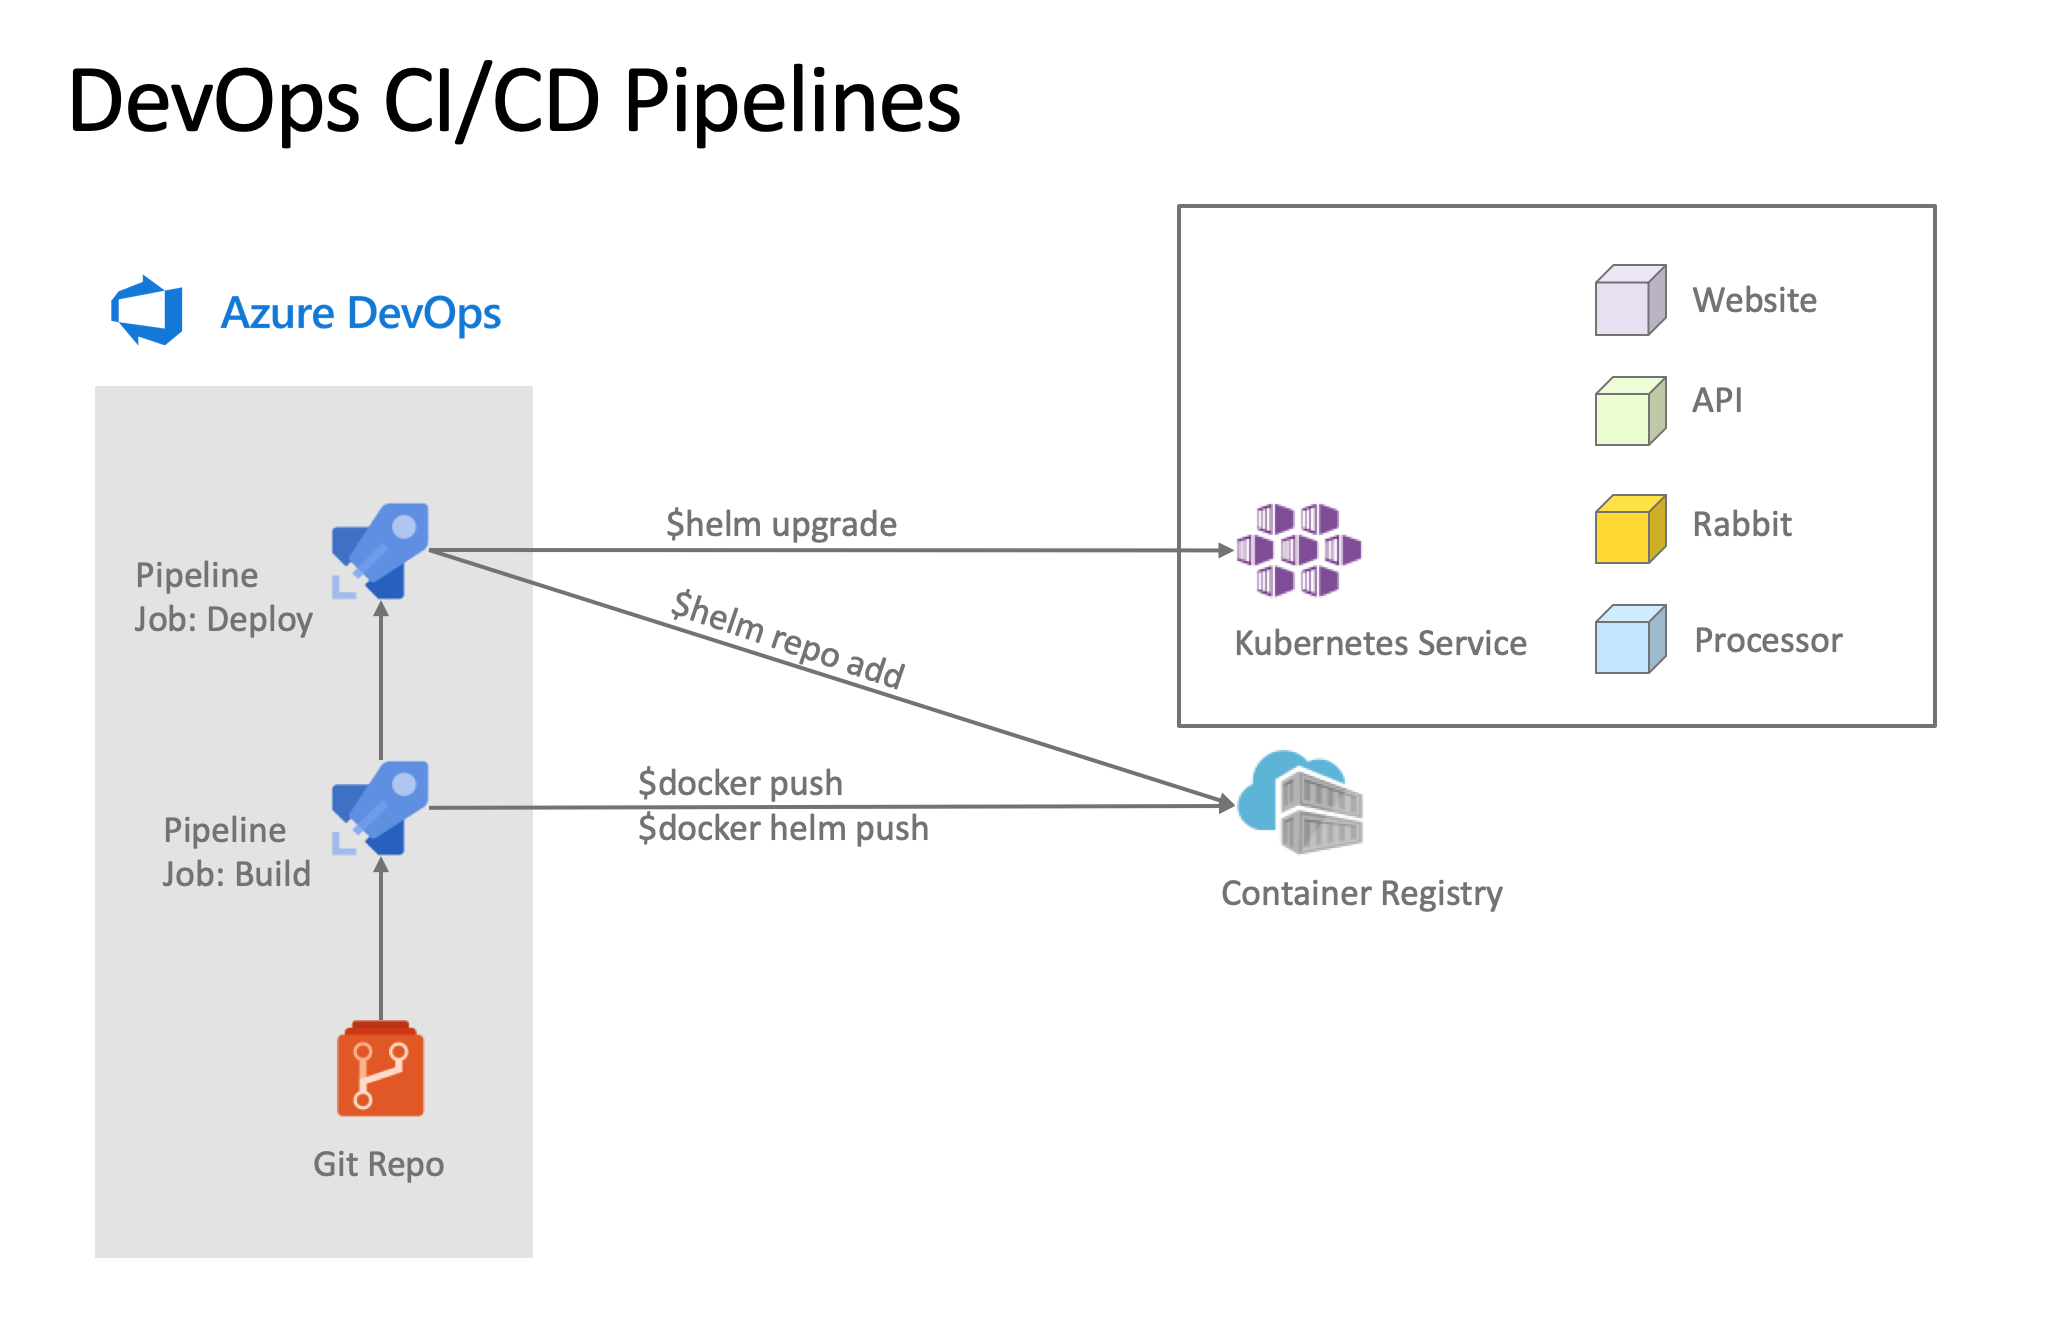 DevOps CI/CD Pipelines
Azure DevOps
Pipeline
Job: Deploy
Pipeline
Job: Build
Git Repo
$helm upgrade
$helm repo add
$docker push
$docker helm push
Kubernetes Service
Website
API
Rabbit
Processor
Container Registry